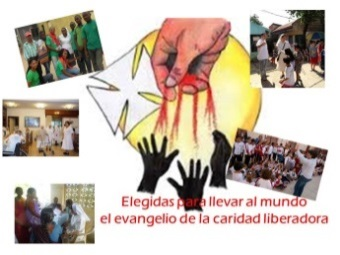 Elegidas para llevar al mundo
el evangelio de la caridad liberadora